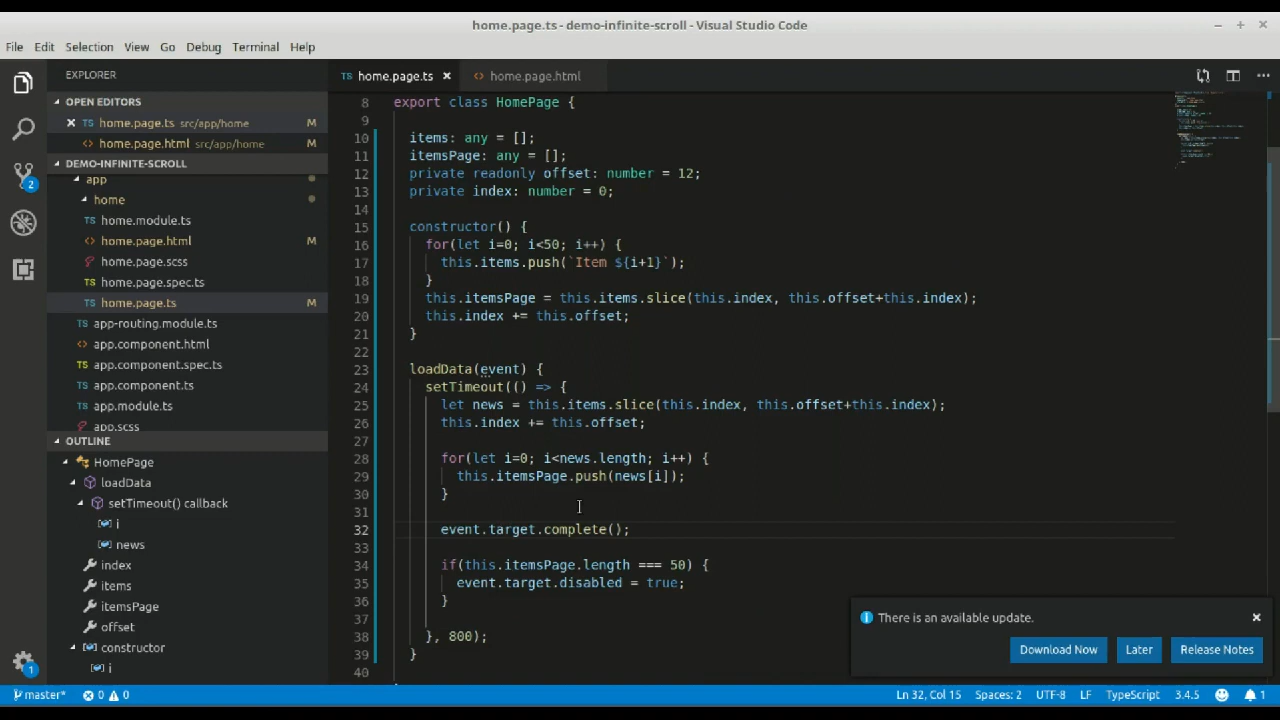 home.page.ts - demo-infinite-scroll - Visual Studio Code
File Edit Selection View Go Debug Terminal Help
EXPLORER
OPEN EDITORS
home.page.ts src/app/home M
home.page.html src/app/home M
DEMO-INFINITE-SCROLL
app
home
TS home.module.ts
<> home.page.html M
home.page.scss
TS home.page.spec.ts
TS home.page.ts M
TS app-routing.module.ts
<> app.component.html
TS app.component.spec.ts
TS app.component.ts
TS app.module.ts
app.scss
OUTLINE
HomePage
loadData
setTimeout() callback
i
news
index
items
itemsPage
offset
constructor
i
2
1
TS home.page.ts
<> home.page.html
8 export class HomePage {
9
10 items: any = [];
11 itemsPage: any = [];
12 private readonly offset: number = 12;
13 private index: number = 0;
14
15 constructor() {
16 for(let i=0; i<50; i++) {
17 this.items.push(`Item ${i+1}`);
18 }
19 this.itemsPage = this.items.slice(this.index, this.offset+this.index);
20 this.index += this.offset;
21 }
22
23 loadData(event) {
24 setTimeout(() => {
25 let news = this.items.slice(this.index, this.offset+this.index);
26 this.index += this.offset;
27
28 for(let i=0; i<news.length; i++) {
29 this.itemsPage.push(news[i]);
30 }
31
32 event.target.complete();
33
34 if(this.itemsPage.length === 50) {
35 event.target.disabled = true;
36 }
37
38 }, 800);
39 }
40
There is an available update.
Download Now Later Release Notes
master* 0 0 Ln 32, Col 15 Spaces: 2 UTF-8 LF TypeScript 3.4.5 1